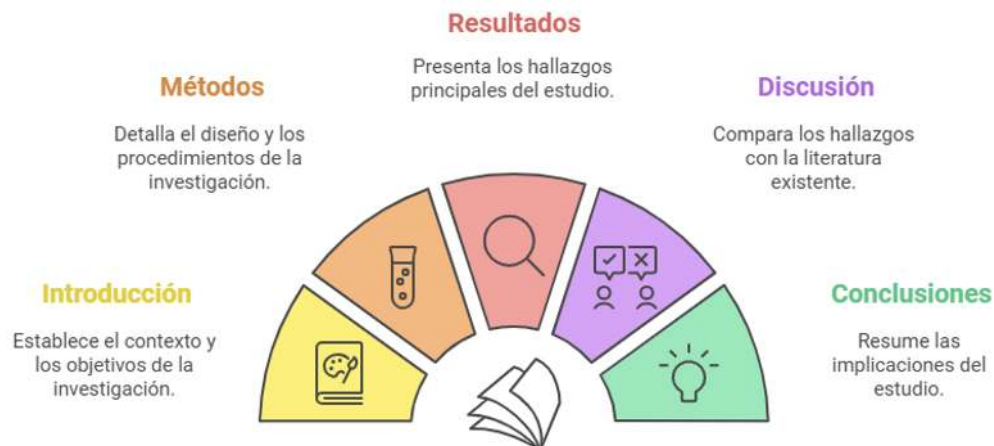 Introducción
Establece el contexto y
los objetivos de la
investigación.
Métodos
Detalla el diseño y los
procedimientos de la
investigación.
Resultados
Presenta los hallazgos
principales del estudio.
Discusión
Compara los hallazgos
con la literatura
existente.
Conclusiones
Resume las
implicaciones del
estudio.